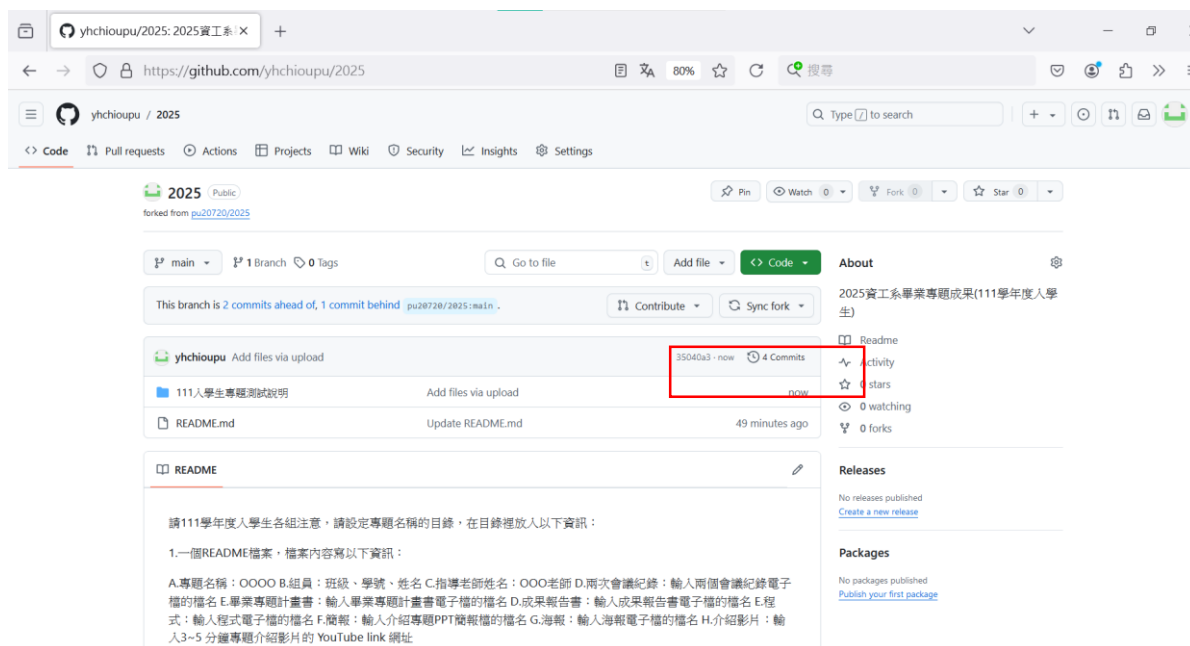 yhchioupu/2025: 2025資工系
https://github.com/yhchioupu/2025
80%
搜尋
yhchioupu / 2025
Type / to search
Code
Pull requests
Actions
Projects
Wiki
Security
Insights
Settings
2025 Public
Pin
Watch 0
Fork 0
Star 0
forked from pu20720/2025
main
1 Branch
0 Tags
Go to file
t
Add file
Code
This branch is 2 commits ahead of, 1 commit behind pu20720/2025:main .
Contribute
Sync fork
yhchioupu Add files via upload
35040a3 · now
4 Commits
111入學生專題測試說明
Add files via upload
now
README.md
Update README.md
49 minutes ago
README
請111學年度入學生各組注意，請設定專題名稱的目錄，在目錄裡放入以下資訊：
1.一個README檔案，檔案內容寫以下資訊：
A.專題名稱：OOOO B.組員：班級、學號、姓名 C.指導老師姓名：OOO老師 D.兩次會議紀錄：輸入兩個會議紀錄電子
檔的檔名 E.畢業專題計畫書：輸入畢業專題計畫書電子檔的檔名 D.成果報告書：輸入成果報告書電子檔的檔名 E.程
式：輸入程式電子檔的檔名 F.簡報：輸入介紹專題PPT簡報檔的檔名 G.海報：輸入海報電子檔的檔名 H.介紹影片：輸
入3~5 分鐘專題介紹影片的 YouTube link 網址
About
2025資工系畢業專題成果(111學年度入學
生)
Readme
Activity
0 stars
0 watching
0 forks
Releases
No releases published
Create a new release
Packages
No packages published
Publish your first package